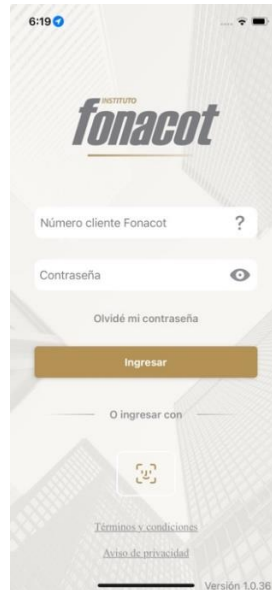 6:19
INSTITUTO
fonacot
Número cliente Fonacot ?
Contraseña
Olvidé mi contraseña
Ingresar
O ingresar con
Términos y condiciones
Aviso de privacidad
Versión 1.0.36